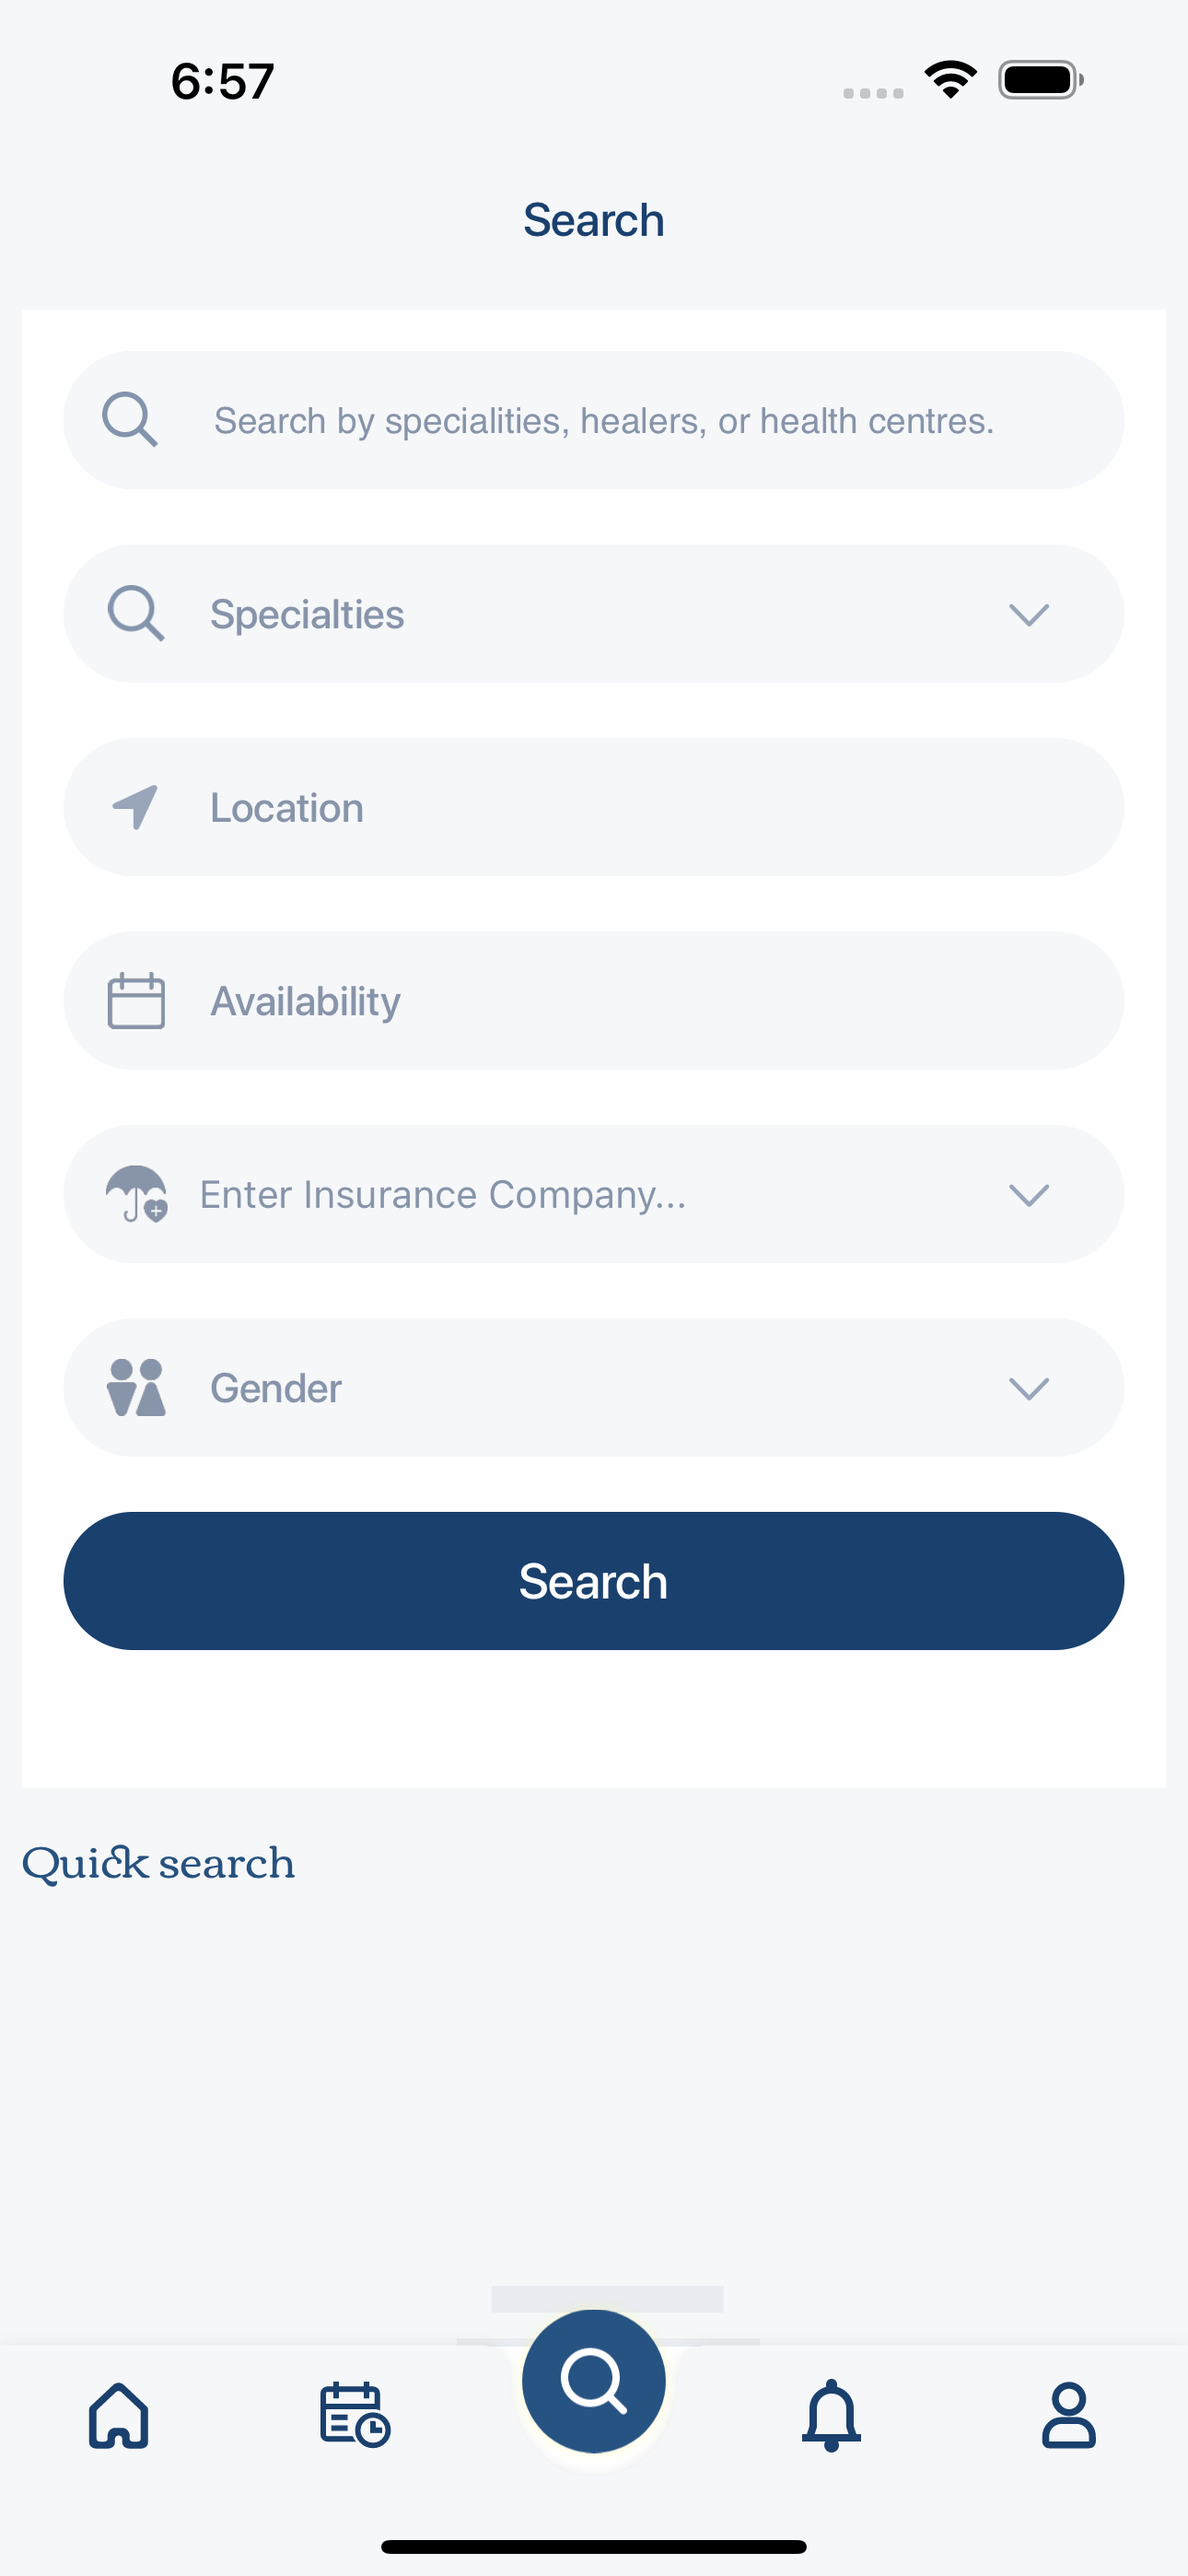 6:57
Search
Search by specialities, healers, or health centres.
Specialties
Location
Availability
Enter Insurance Company...
Gender
Search
Quick search